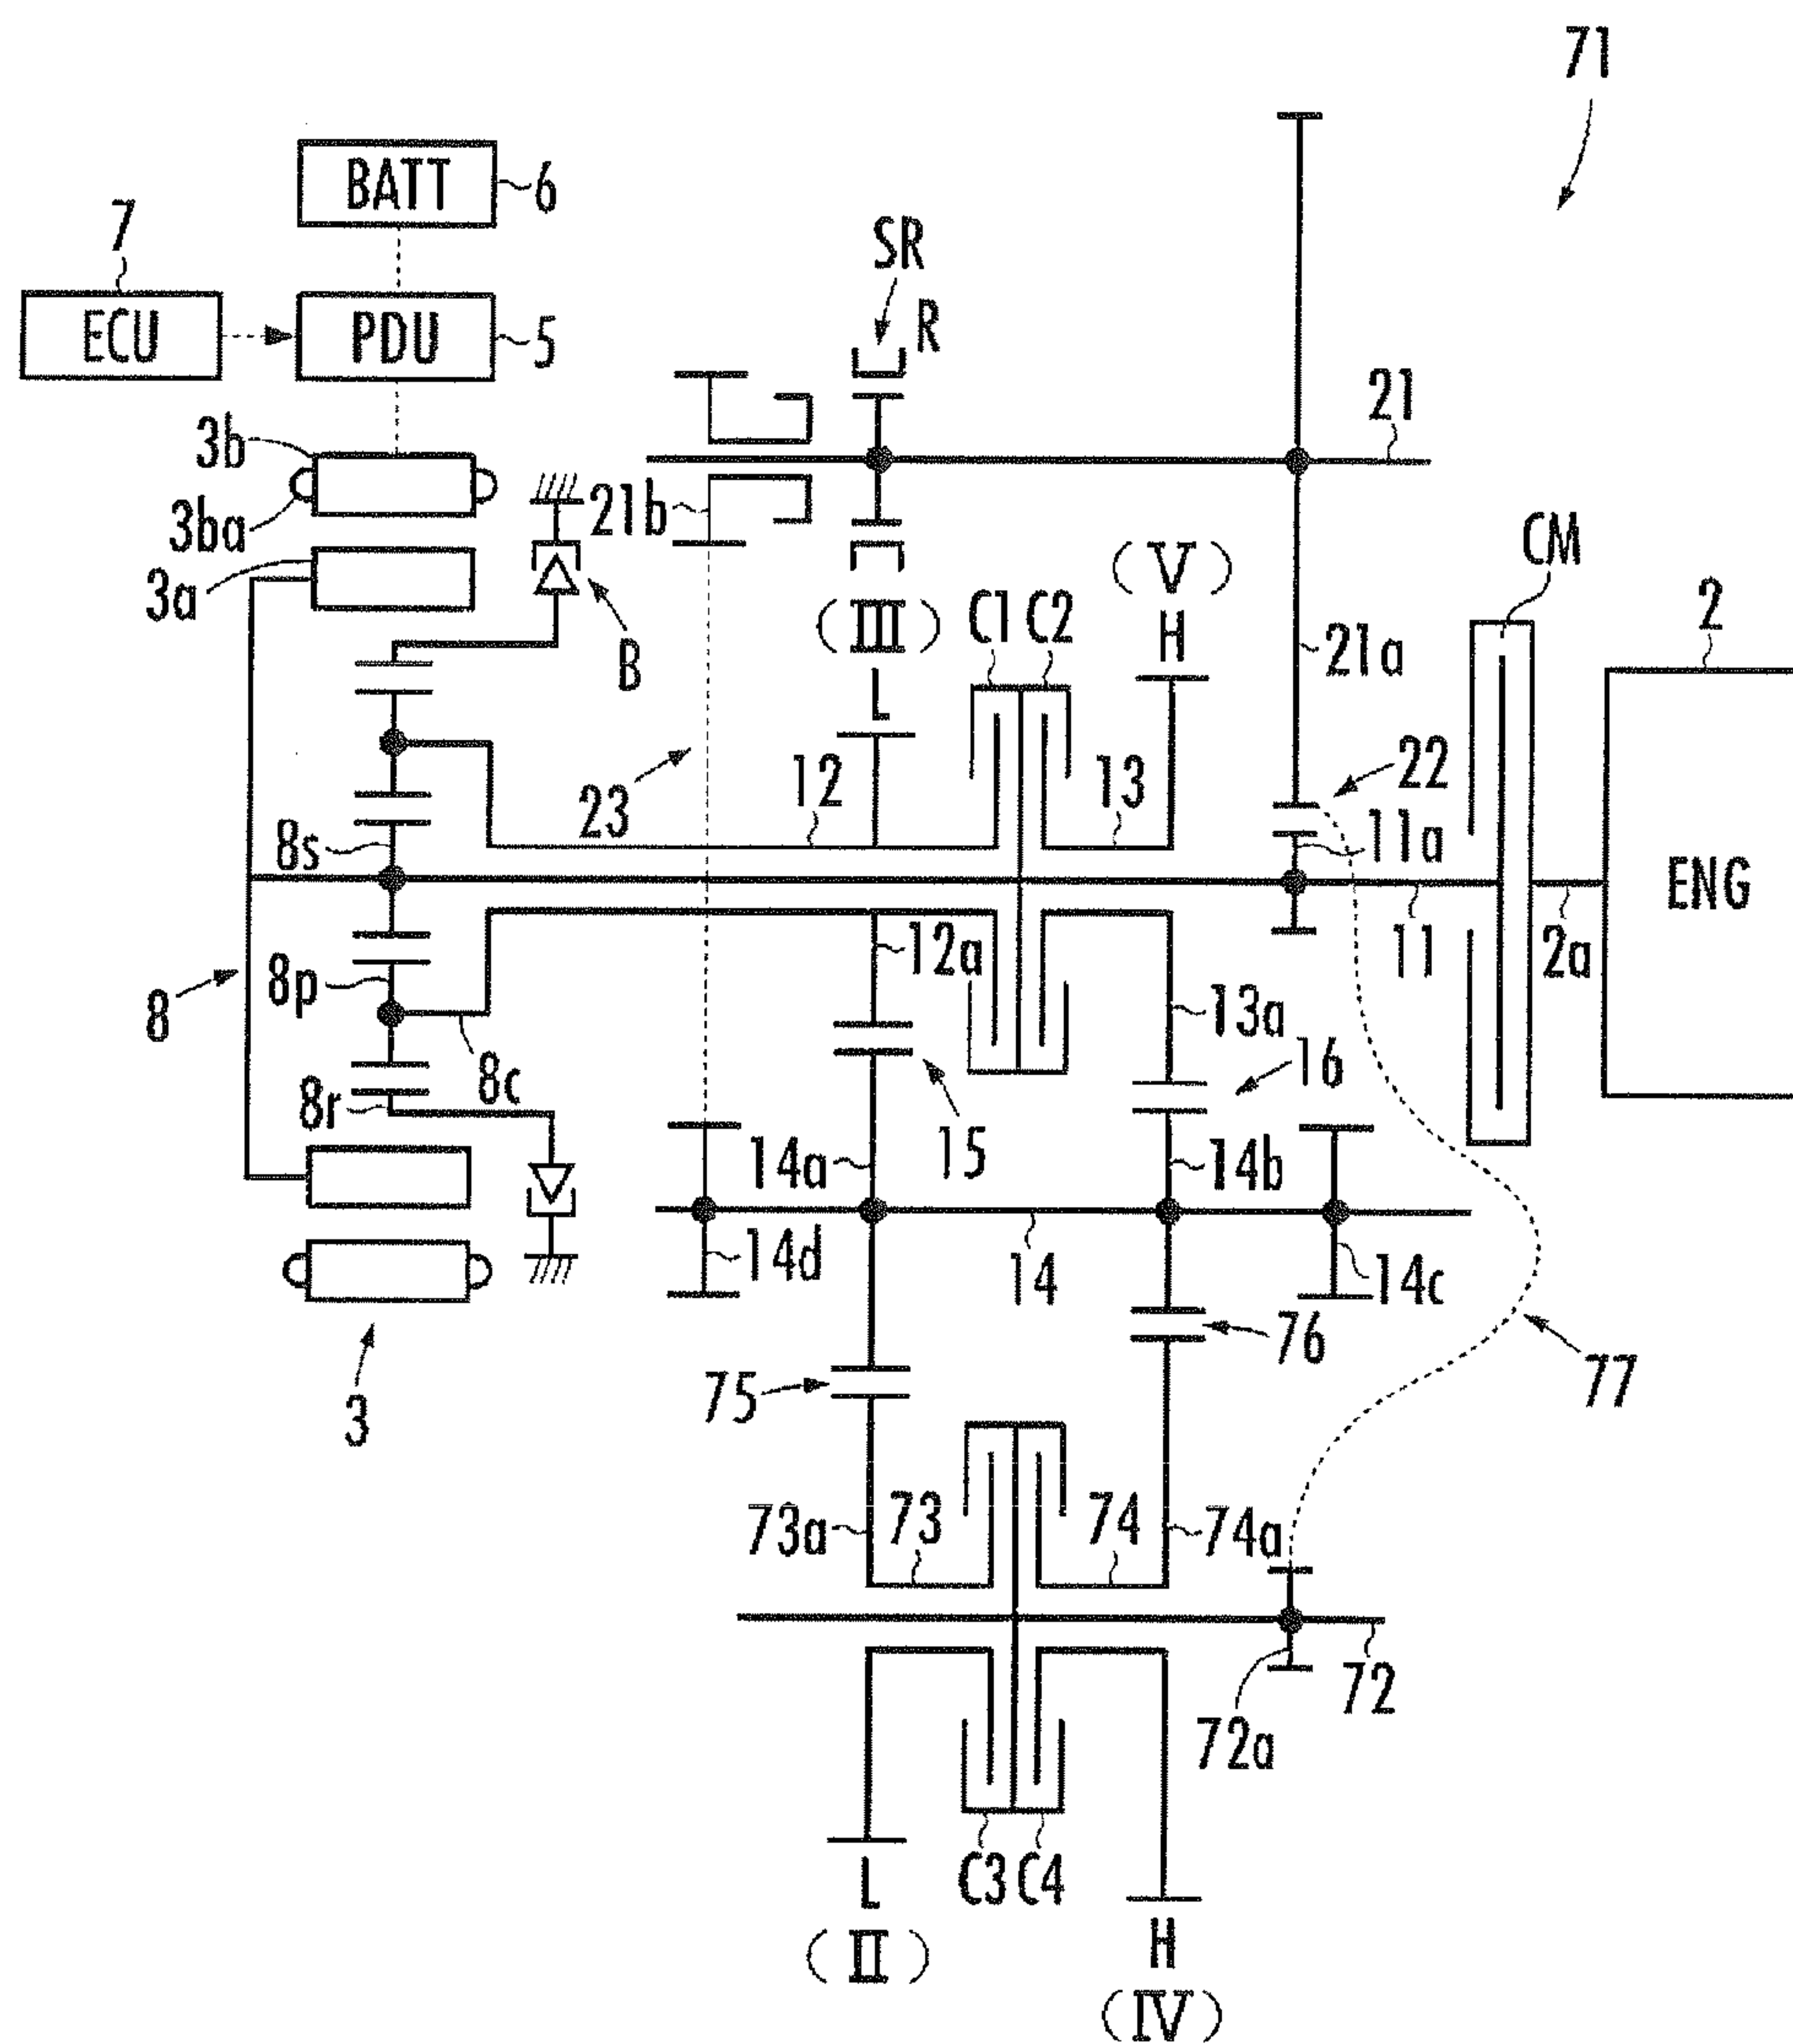 71
BATT
6
7
SR
R
ECU
PDU
5
21
3b
3ba
21b
CM
(V)
3a
(III)
C1
C2
H
2
B
21a
L
23
12
13
22
8s
11a
ENG
12a
11
2a
8p
8
13a
8c
16
8r
14a
15
14b
14d
14
14c
76
75
77
3
73a
73
74
74a
72
72a
L
C3
C4
(II)
H
(IV)